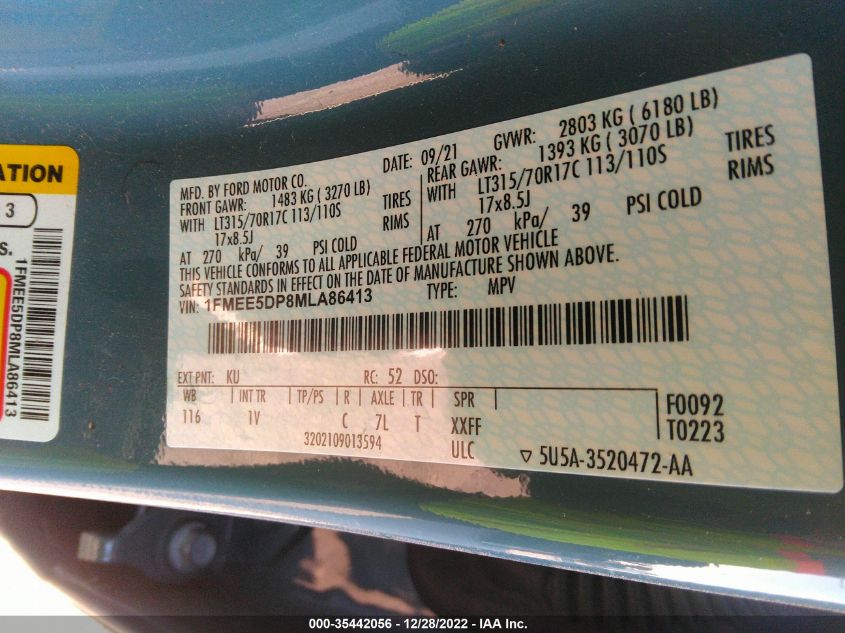 ATION
3
S.
1FMEE5DP8MLA86413
MFD. BY FORD MOTOR CO.
FRONT GAWR: 1483 KG ( 3270 LB)
WITH LT315/70R17C 113/110S TIRES
17x8.5J RIMS
AT 270 kPa/ 39 PSI COLD
DATE: 09/21 GVWR: 2803 KG ( 6180 LB)
REAR GAWR: 1393 KG ( 3070 LB)
WITH LT315/70R17C 113/110S TIRES
17x8.5J RIMS
AT 270 kPa/ 39 PSI COLD
THIS VEHICLE CONFORMS TO ALL APPLICABLE FEDERAL MOTOR VEHICLE
SAFETY STANDARDS IN EFFECT ON THE DATE OF MANUFACTURE SHOWN ABOVE.
VIN: 1FMEE5DP8MLA86413 TYPE: MPV
EXT PNT: KU RC: 52 DSO:
WB INT TR TP/PS R AXLE TR SPR
116 1V C 7L T XXFF
3202109013594 ULC
F0092
T0223
▽ 5U5A-3520472-AA
000-35442056 - 12/28/2022 - IAA Inc.